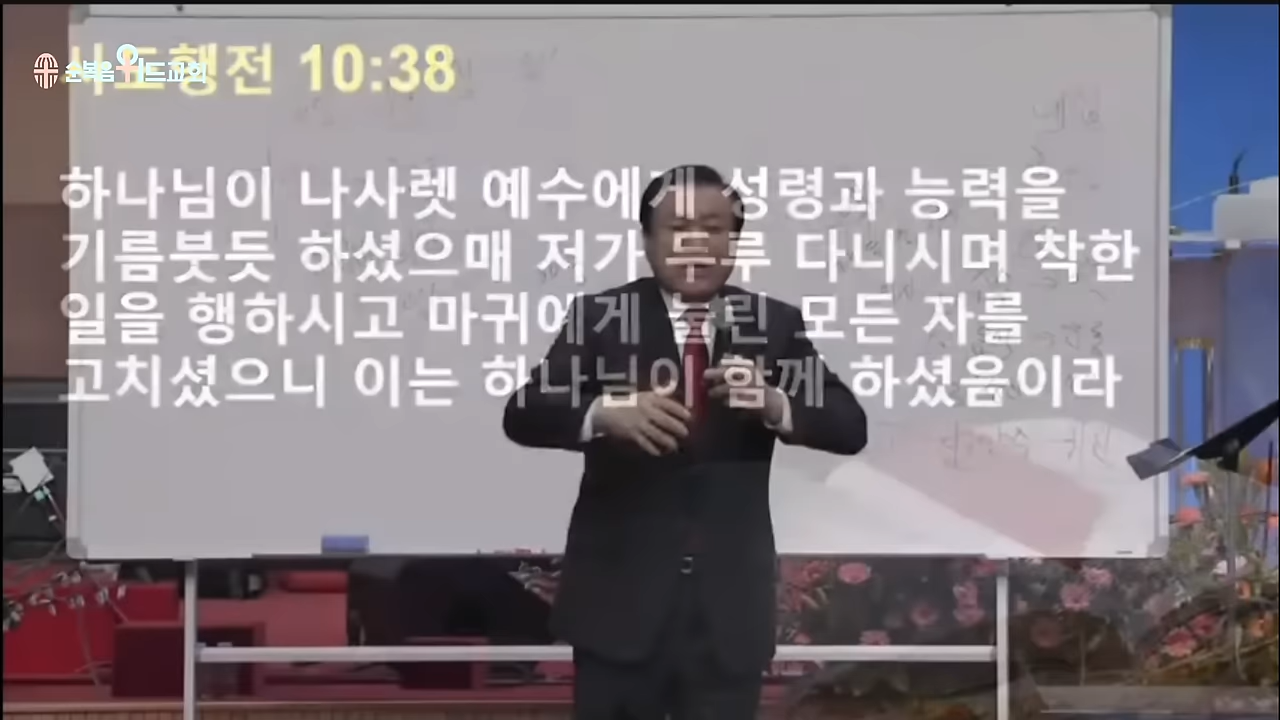 사도행전 10:38
하나님이 나사렛 예수에게 성령과 능력을
기름붓듯 하셨으매 저가 두루 다니시며 착한
일을 행하시고 마귀에게 눌린 모든 자를
고치셨으니 이는 하나님이 함께 하셨음이라